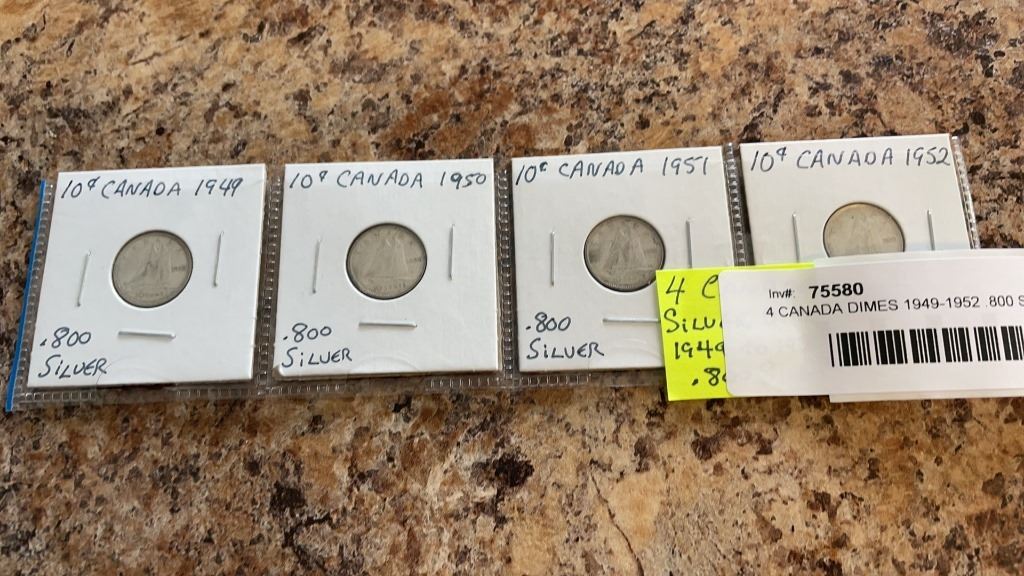 10¢ CANADA 1949
.800
SILVER
10¢ CANADA 1950
.800
SILVER
10¢ CANADA 1951
.800
SILVER
10¢ CANADA 1952
4 C
SILV
1949
.8
Inv#: 75580
4 CANADA DIMES 1949-1952 .800 S